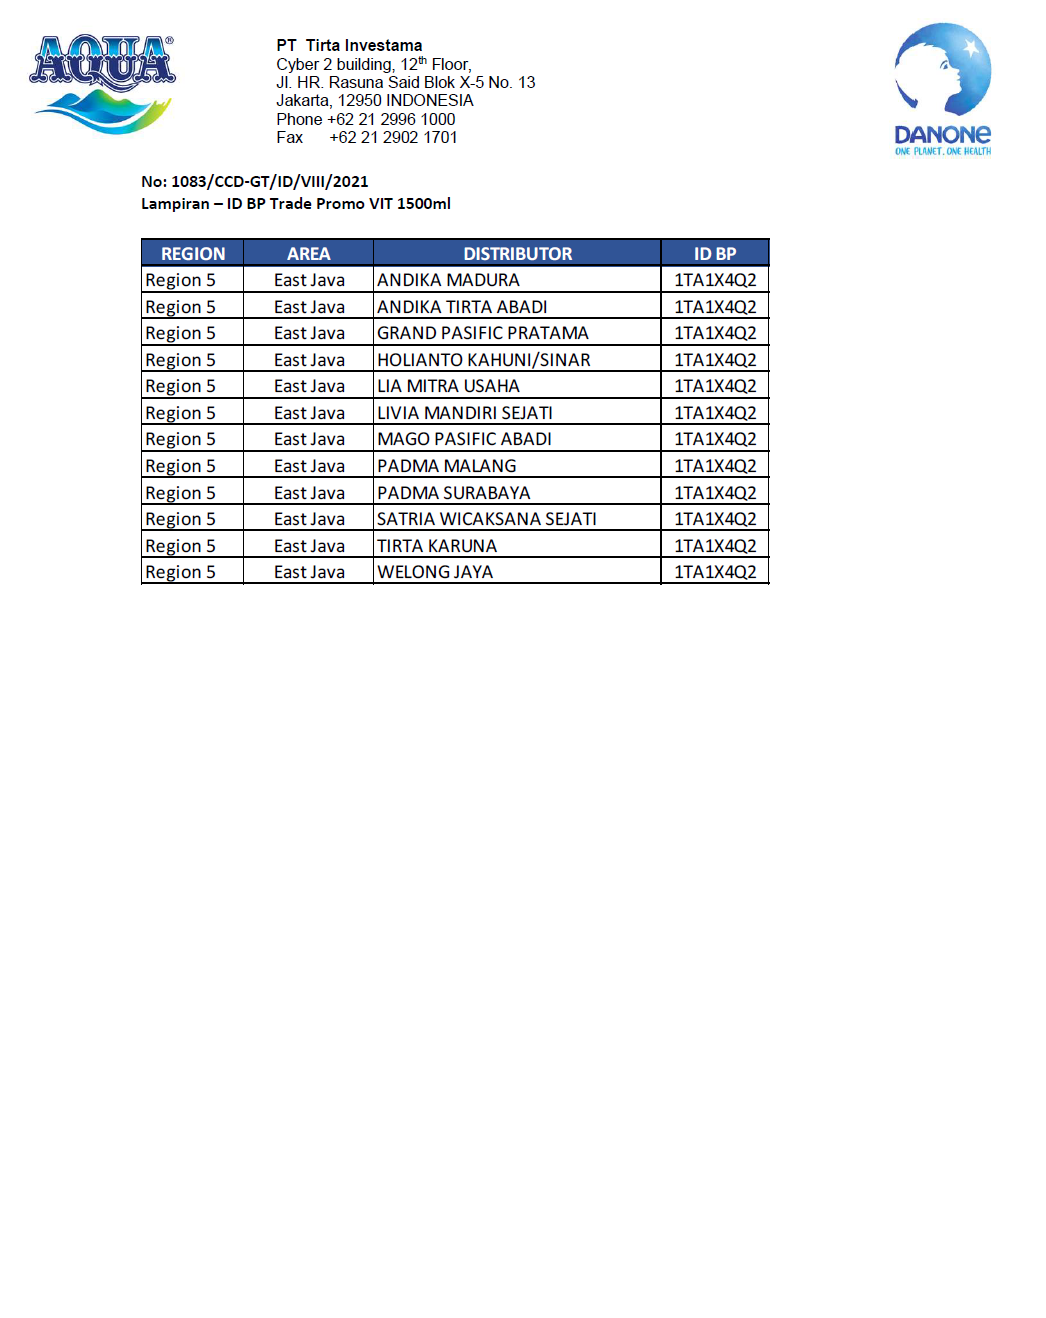 AQUA®
PT Tirta Investama
Cyber 2 building, 12th Floor,
Jl. HR. Rasuna Said Blok X-5 No. 13
Jakarta, 12950 INDONESIA
Phone +62 21 2996 1000
Fax +62 21 2902 1701
DANONE
ONE PLANET. ONE HEALTH
No: 1083/CCD-GT/ID/VIII/2021
Lampiran – ID BP Trade Promo VIT 1500ml
REGION AREA DISTRIBUTOR ID BP
Region 5 East Java ANDIKA MADURA 1TA1X4Q2
Region 5 East Java ANDIKA TIRTA ABADI 1TA1X4Q2
Region 5 East Java GRAND PASIFIC PRATAMA 1TA1X4Q2
Region 5 East Java HOLIANTO KAHUNI/SINAR 1TA1X4Q2
Region 5 East Java LIA MITRA USAHA 1TA1X4Q2
Region 5 East Java LIVIA MANDIRI SEJATI 1TA1X4Q2
Region 5 East Java MAGO PASIFIC ABADI 1TA1X4Q2
Region 5 East Java PADMA MALANG 1TA1X4Q2
Region 5 East Java PADMA SURABAYA 1TA1X4Q2
Region 5 East Java SATRIA WICAKSANA SEJATI 1TA1X4Q2
Region 5 East Java TIRTA KARUNA 1TA1X4Q2
Region 5 East Java WELONG JAYA 1TA1X4Q2